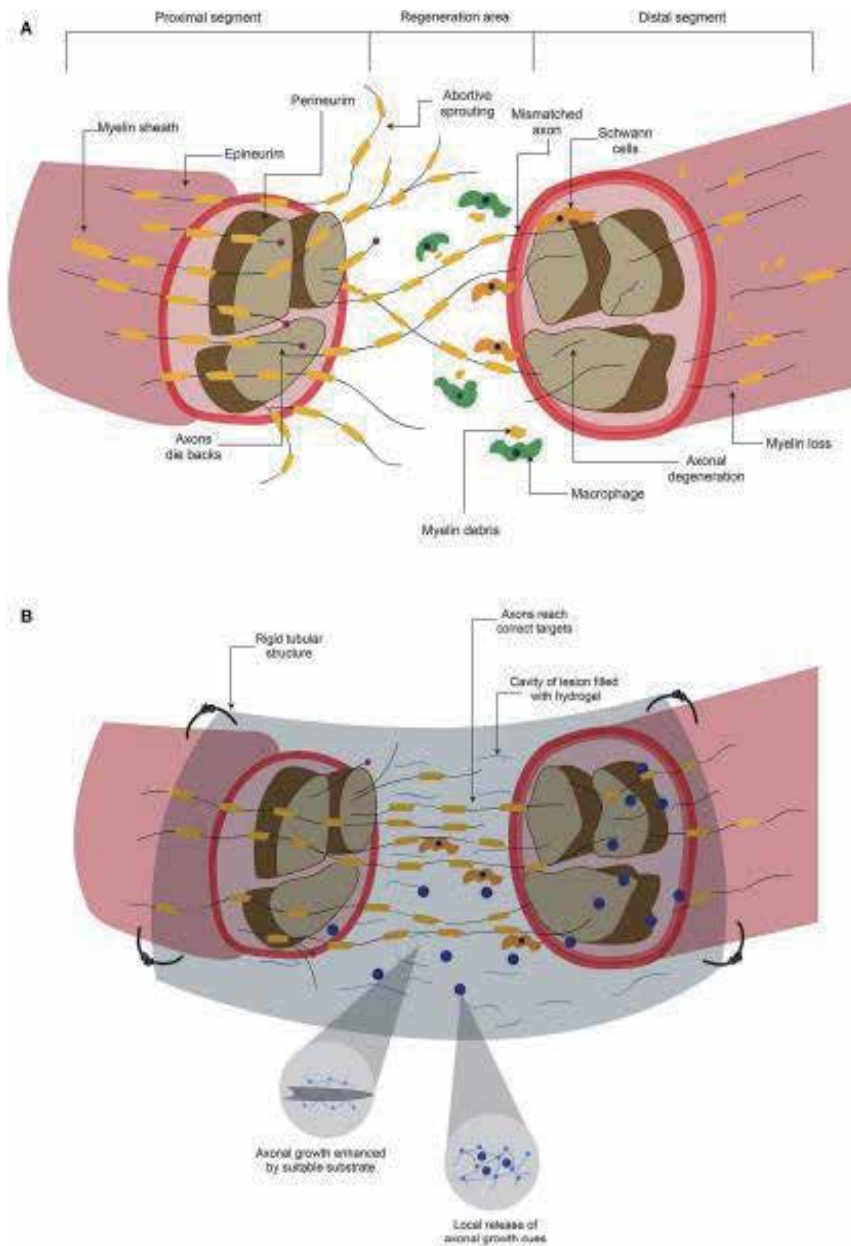 A
Proximal segment
Regeneration area
Distal segment
Perineurim
Abortive
sprouting
Mismatched
axon
Schwann
cells
Myelin sheath
Epineurim
Axons
die backs
Myelin debris
Macrophage
Axonal
degeneration
Myelin loss
B
Rigid tubular
structure
Axons reach
correct targets
Cavity of lesion filled
with hydrogel
Axonal growth enhanced
by suitable substrate
Local release of
axonal growth cues